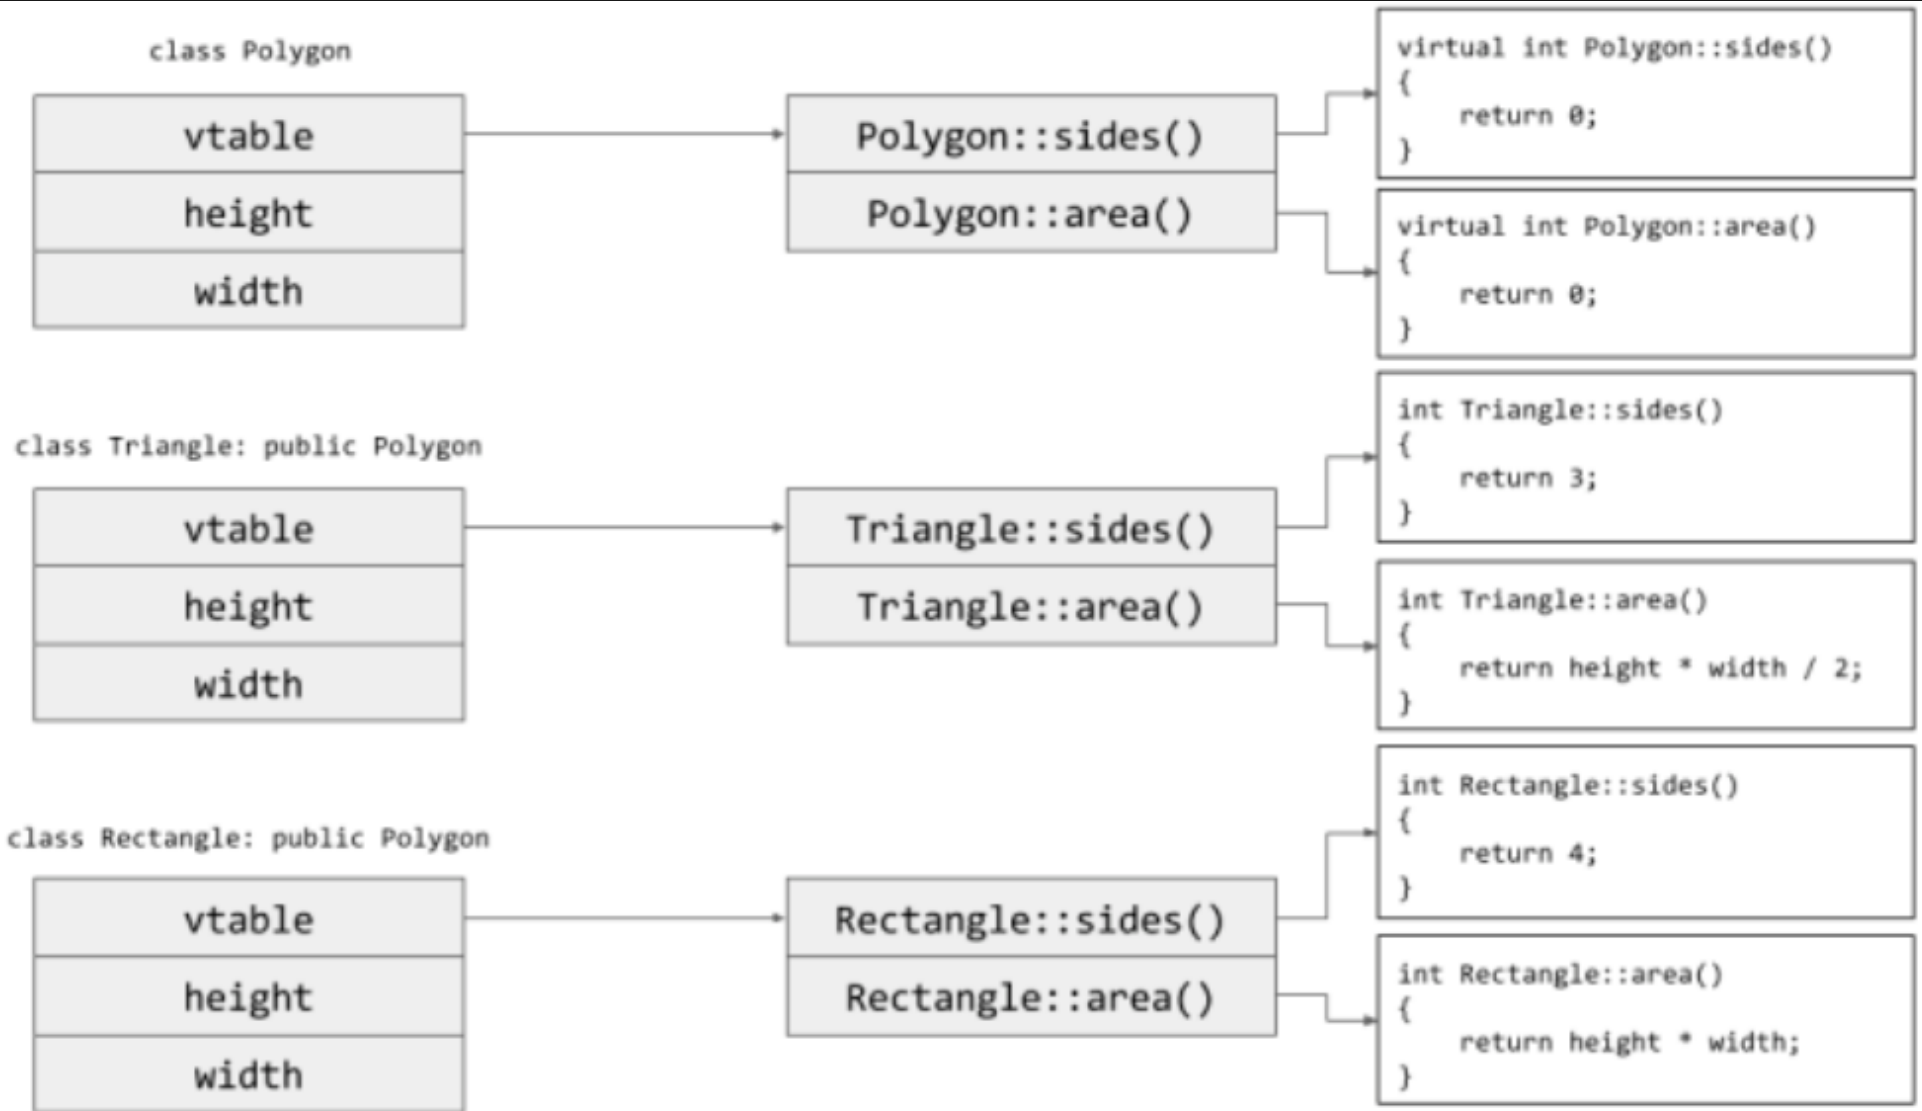 class Polygon
vtable
height
width
Polygon::sides()
Polygon::area()
virtual int Polygon::sides()
{
return 0;
}
virtual int Polygon::area()
{
return 0;
}
class Triangle: public Polygon
vtable
height
width
Triangle::sides()
Triangle::area()
int Triangle::sides()
{
return 3;
}
int Triangle::area()
{
return height * width / 2;
}
class Rectangle: public Polygon
vtable
height
width
Rectangle::sides()
Rectangle::area()
int Rectangle::sides()
{
return 4;
}
int Rectangle::area()
{
return height * width;
}